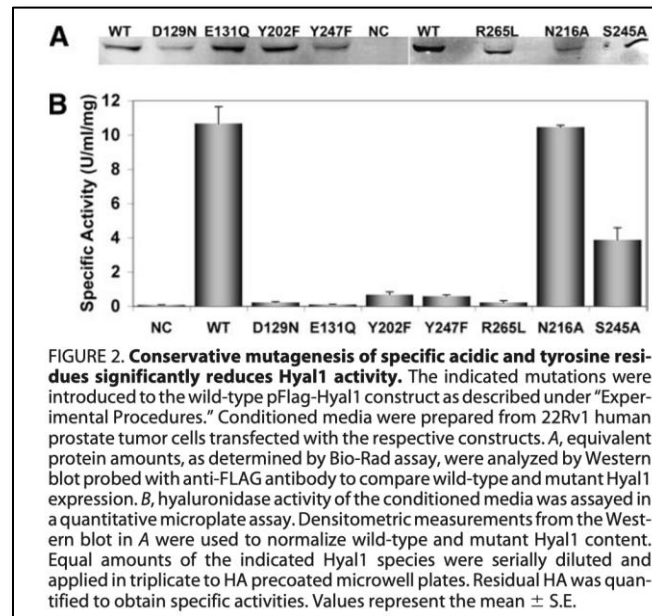 A
WT D129N E131Q Y202F Y247F NC WT R265L N216A S245A
B
Specific Activity (U/ml/mg)
12
10
8
6
4
2
0
NC WT D129N E131Q Y202F Y247F R265L N216A S245A
FIGURE 2. Conservative mutagenesis of specific acidic and tyrosine resi-
dues significantly reduces Hyal1 activity. The indicated mutations were
introduced to the wild-type pFlag-Hyal1 construct as described under “Exper-
imental Procedures.” Conditioned media were prepared from 22Rv1 human
prostate tumor cells transfected with the respective constructs. A, equivalent
protein amounts, as determined by Bio-Rad assay, were analyzed by Western
blot probed with anti-FLAG antibody to compare wild-type and mutant Hyal1
expression. B, hyaluronidase activity of the conditioned media was assayed in
a quantitative microplate assay. Densitometric measurements from the West-
ern blot in A were used to normalize wild-type and mutant Hyal1 content.
Equal amounts of the indicated Hyal1 species were serially diluted and
applied in triplicate to HA precoated microwell plates. Residual HA was quan-
tified to obtain specific activities. Values represent the mean ± S.E.